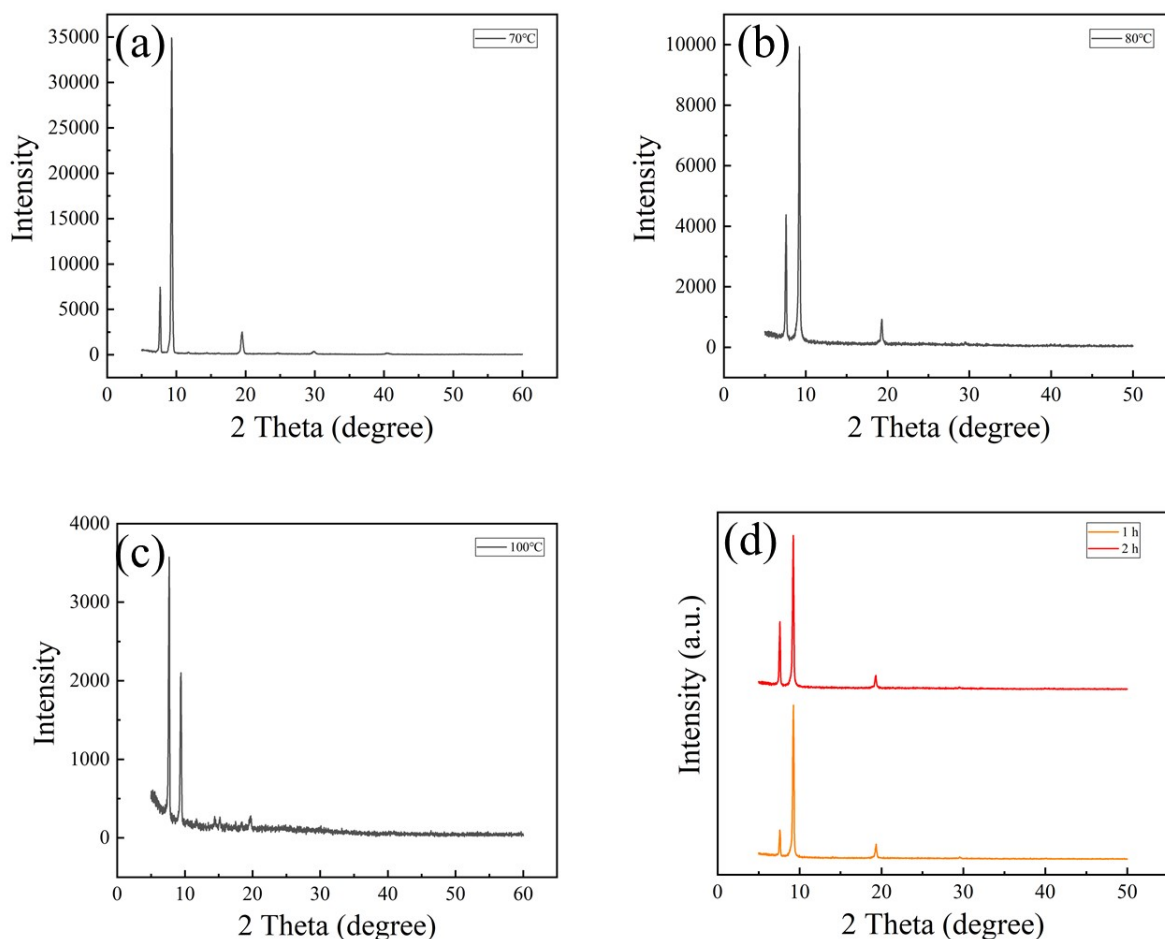 (a)
70℃
35000
30000
25000
20000
15000
10000
5000
0
Intensity
0 10 20 30 40 50 60
2 Theta (degree)
(b)
80℃
10000
8000
6000
4000
2000
0
Intensity
0 10 20 30 40 50
2 Theta (degree)
(c)
100℃
4000
3000
2000
1000
0
Intensity
0 10 20 30 40 50 60
2 Theta (degree)
(d)
1 h
2 h
Intensity (a.u.)
0 10 20 30 40 50
2 Theta (degree)